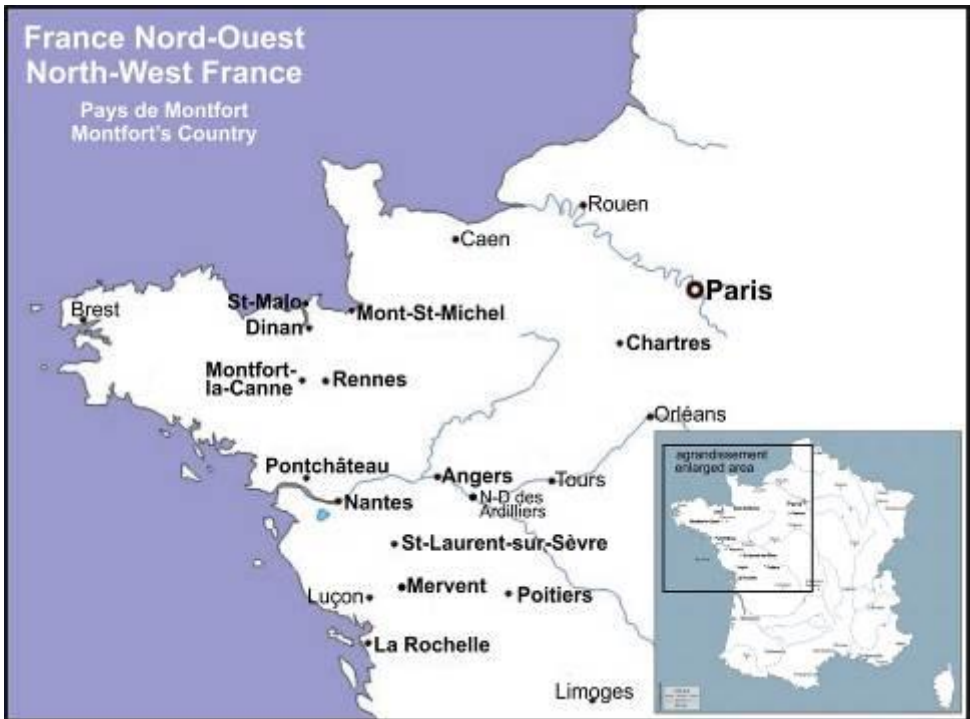 France Nord-Ouest
North-West France
Pays de Montfort
Montfort's Country
Rouen
Caen
Paris
Brest
St-Malo
Mont-St-Michel
Dinan
Chartres
Montfort-
la-Canne
Rennes
Orléans
Pontchâteau
Angers
Tours
Nantes
N-D des
Ardilliers
St-Laurent-sur-Sèvre
Mervent
Luçon
Poitiers
La Rochelle
Limoges
agrandissement
enlarged area